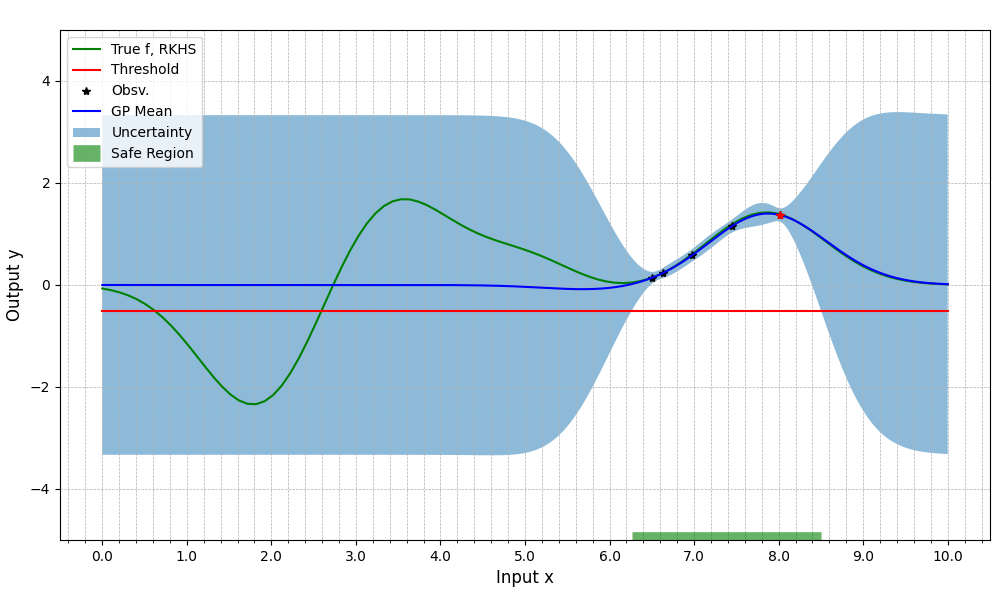 True f, RKHS
Threshold
Obsv.
GP Mean
Uncertainty
Safe Region
4
2
0
−2
−4
Output y
0.0 1.0 2.0 3.0 4.0 5.0 6.0 7.0 8.0 9.0 10.0
Input x